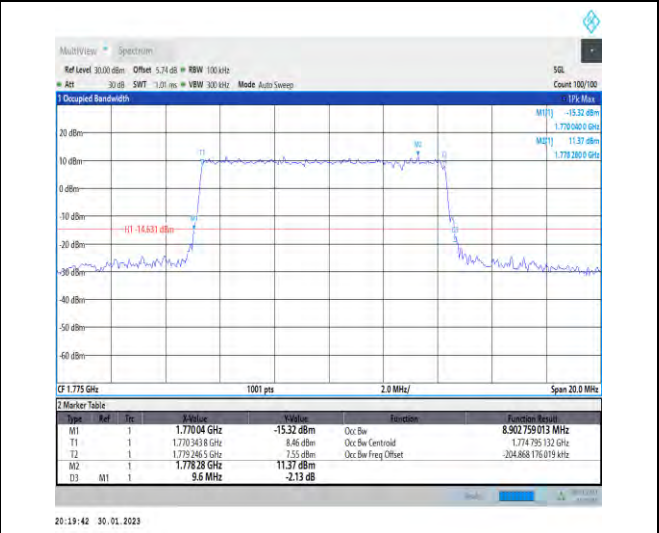 MultiView Spectrum
Ref Level 30.00 dBm Offset 5.74 dB RBW 100 kHz SGL
Att 30 dB SWT 1.01 ms VBW 300 kHz Mode Auto Sweep Count 100/100
1 Occupied Bandwidth 1Pk Max
M1[1] -15.32 dBm
1.770 040 0 GHz
M2[1] 11.37 dBm
1.778 280 0 GHz
20 dBm
10 dBm
0 dBm
-10 dBm
-20 dBm
-30 dBm
-40 dBm
-50 dBm
-60 dBm
T1
M2
M1
H1 -14.631 dBm
CF 1.775 GHz 1001 pts 2.0 MHz/ Span 20.0 MHz
2 Marker Table
Type Ref Trc X-Value Y-Value Function Function Result
M1 1 1.77004 GHz -15.32 dBm Occ Bw 8.902 759 013 MHz
T1 1 1.770 343 8 GHz 8.46 dBm Occ Bw Centroid 1.774 795 132 GHz
T2 1 1.779 246 5 GHz 7.55 dBm Occ Bw Freq Offset -204.868 176 019 kHz
M2 1 1.77828 GHz 11.37 dBm
D3 M1 1 9.6 MHz -2.13 dB
20:19:42 30.01.2023